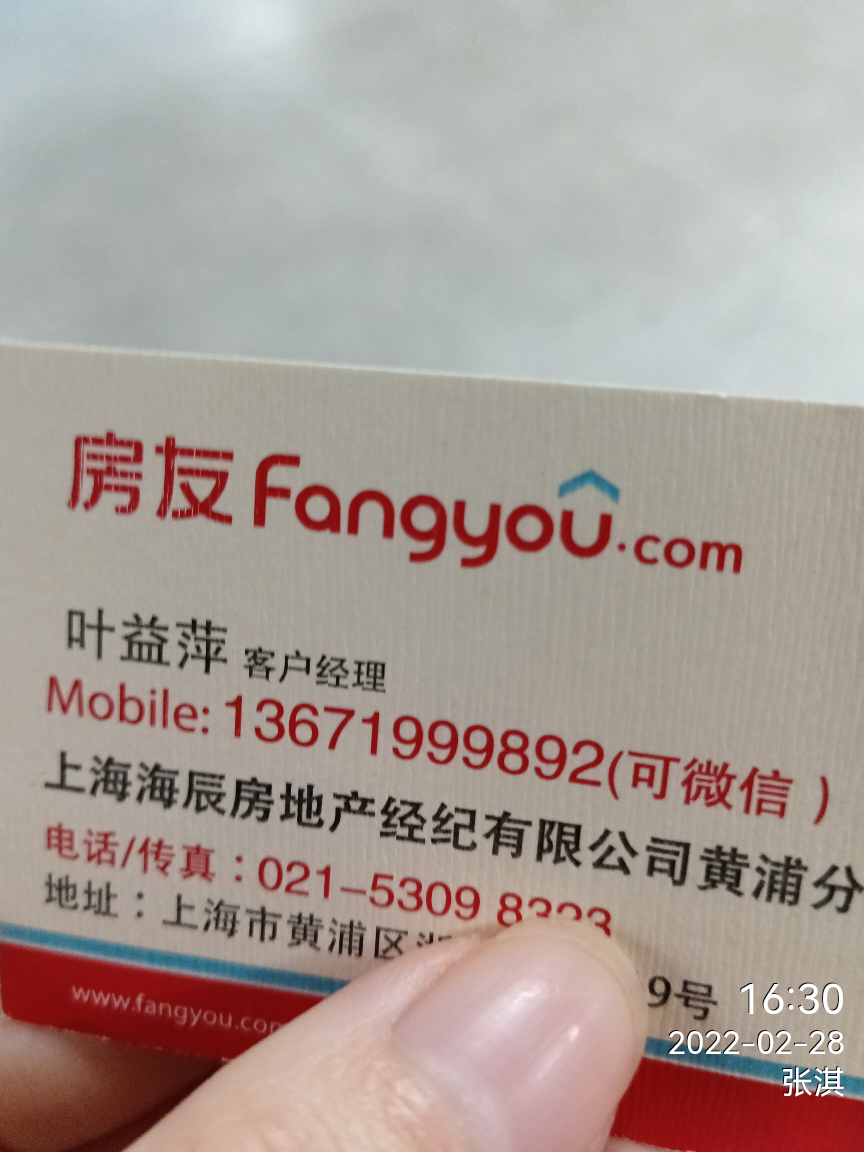 房友 Fangyou.com
叶益萍 客户经理
Mobile: 13671999892(可微信)
上海海辰房地产经纪有限公司黄浦分
电话/传真：021-5309 8323
地址：上海市黄浦区 9号
www.fangyou.com
16:30
2022-02-28
张淇